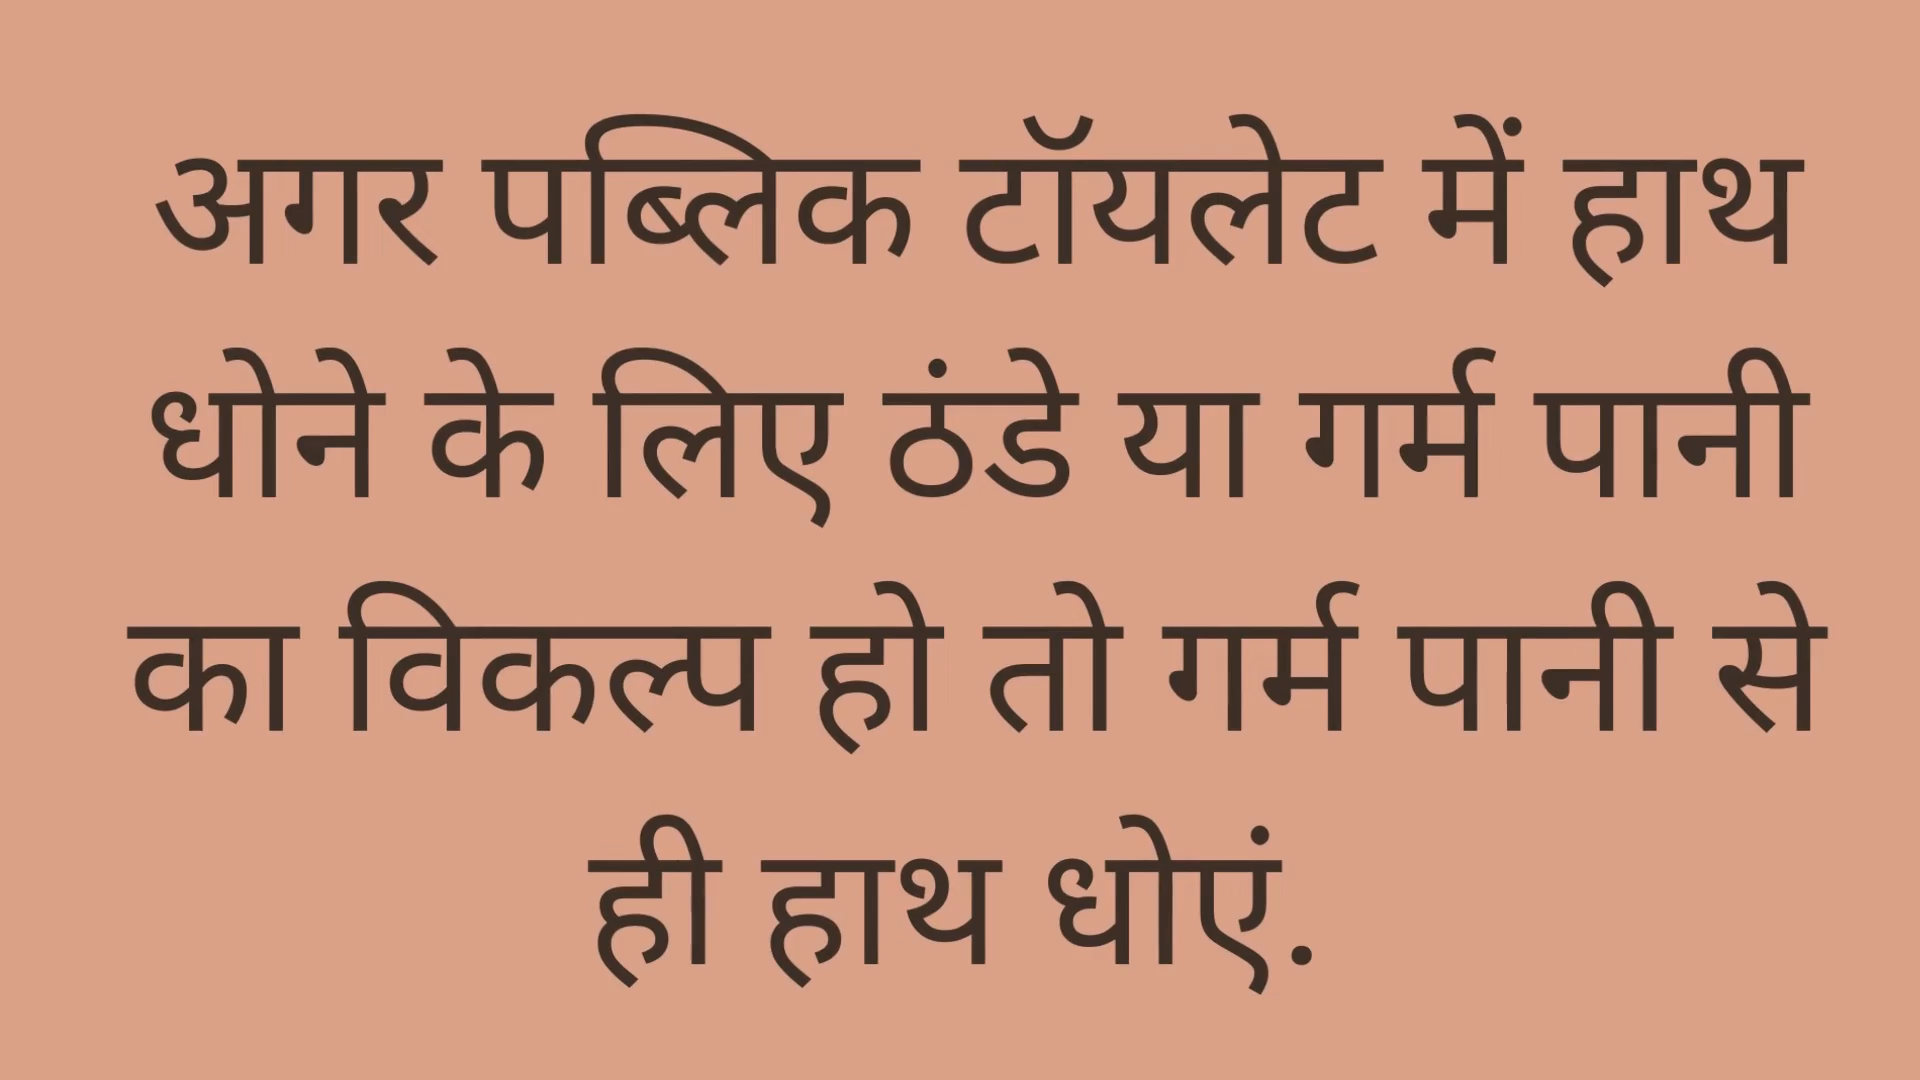 अगर पब्लिक टॉयलेट में हाथ
धोने के लिए ठंडे या गर्म पानी
का विकल्प हो तो गर्म पानी से
ही हाथ धोएं.